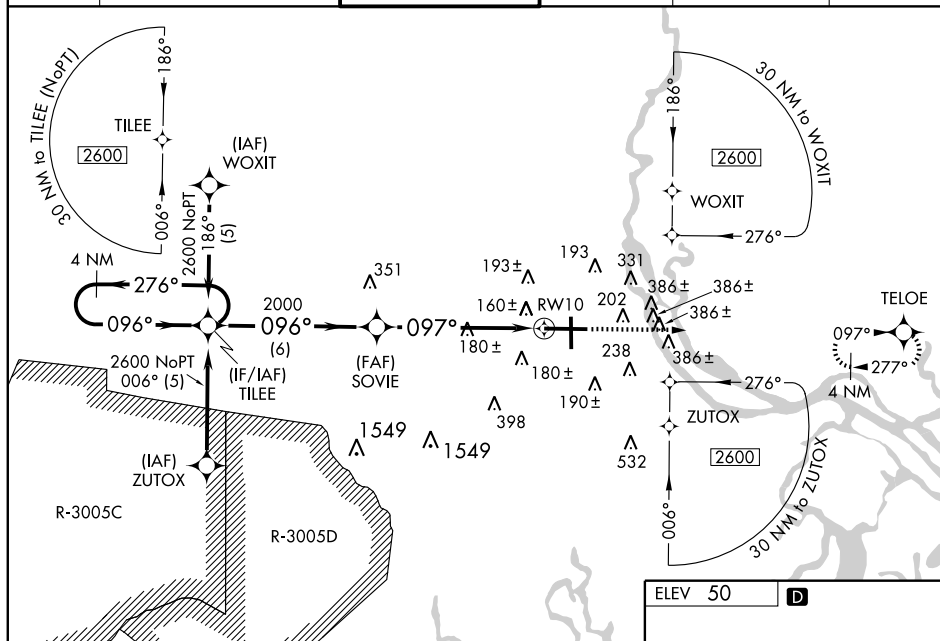 30 NM to TILEE (NoPT)
186°
TILEE
2600
006°
(IAF)
WOXIT
2600 NoPT
186°
(5)
4 NM
276°
096°
2000
096°
(6)
2600 NoPT
006° (5)
(IF/IAF)
TILEE
(IAF)
ZUTOX
R-3005C
R-3005D
351
(FAF)
SOVIE
097°
180±
1549
1549
398
193±
160±
RW10
180±
193
331
202
386±
386±
386±
386±
238
190±
532
186°
30 NM to WOXIT
2600
WOXIT
276°
276°
ZUTOX
2600
006°
30 NM to ZUTOX
TELOE
097°
277°
4 NM
ELEV 50
D